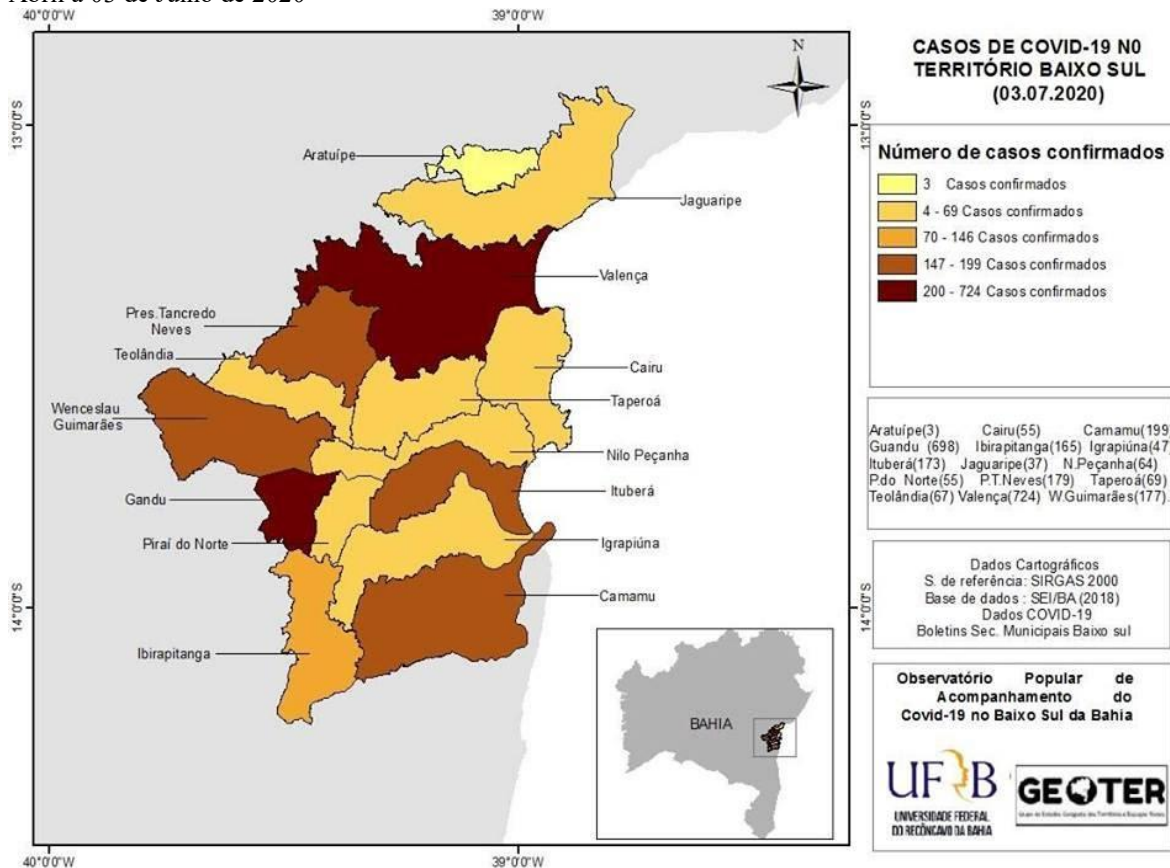 Abril a 03 de Julho de 2020
40°0'0"W
39°0'0"W
13°0'0"S
13°0'0"S
N
Aratuípe
Jaguaripe
Valença
Pres.Tancredo
Neves
Teolândia
Cairu
Taperoá
Wenceslau
Guimarães
Nilo Peçanha
Gandu
Ituberá
Piraí do Norte
Igrapiúna
Camamu
Ibirapitanga
14°0'0"S
14°0'0"S
BAHIA
40°0'0"W
39°0'0"W
CASOS DE COVID-19 N0
TERRITÓRIO BAIXO SUL
(03.07.2020)
Número de casos confirmados
3 Casos confirmados
4 - 69 Casos confirmados
70 - 146 Casos confirmados
147 - 199 Casos confirmados
200 - 724 Casos confirmados
Aratuípe(3) Cairu(55) Camamu(199)
Guandu (698) Ibirapitanga(165) Igrapiúna(47)
Ituberá(173) Jaguaripe(37) N.Peçanha(64)
P.do Norte(55) P.T.Neves(179) Taperoá(69)
Teolândia(67) Valença(724) W.Guimarães(177).
Dados Cartográficos
S. de referência: SIRGAS 2000
Base de dados : SEI/BA (2018)
Dados COVID-19
Boletins Sec. Municipais Baixo sul
Observatório Popular de
Acompanhamento do
Covid-19 no Baixo Sul da Bahia
UFRB
UNIVERSIDADE FEDERAL
DO RECÔNCAVO DA BAHIA
GEOTER